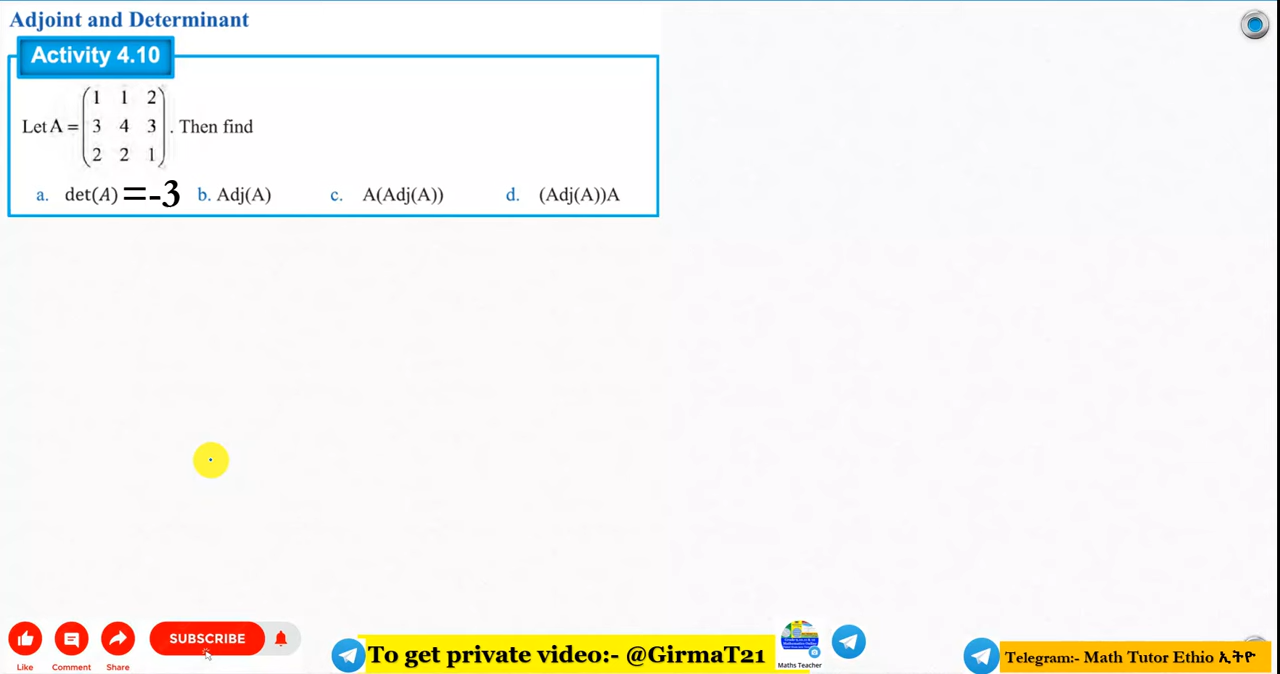 Adjoint and Determinant
Activity 4.10
Let A = (1 1 2
3 4 3
2 2 1). Then find
a. det(A) =-3 b. Adj(A) c. A(Adj(A)) d. (Adj(A))A
SUBSCRIBE
Like Comment Share
To get private video:- @GirmaT21
Maths Teacher
Telegram:- Math Tutor Ethio ኢትዮ